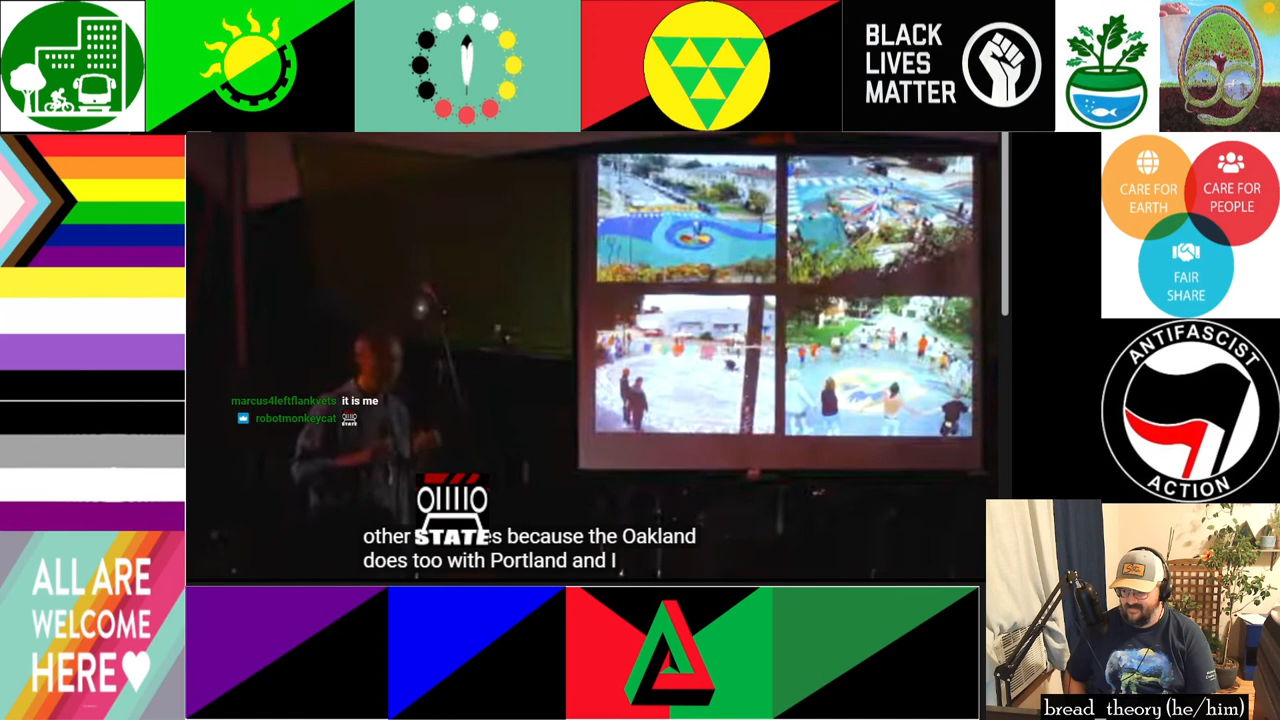 BLACK
LIVES
MATTER
CARE FOR
EARTH
CARE FOR
PEOPLE
FAIR
SHARE
ANTIFASCIST
ACTION
marcus4leftflankvets it is me
robotmonkeycat
STATE
other STATEs because the Oakland
does too with Portland and I
ALL ARE
WELCOME
HERE
bread_theory (he/him)